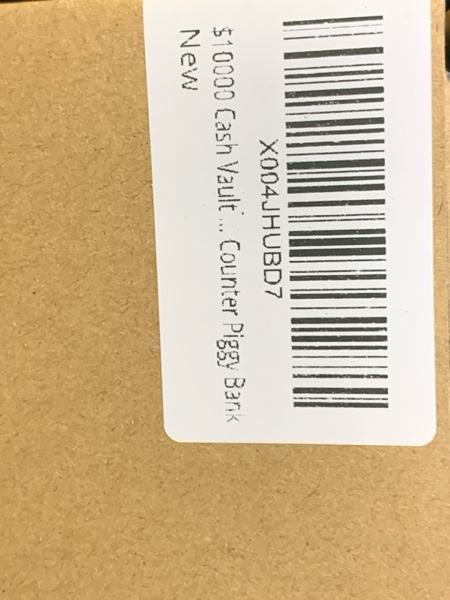 X004JHUBD7
$10000 Cash Vault ... Counter Piggy Bank
New